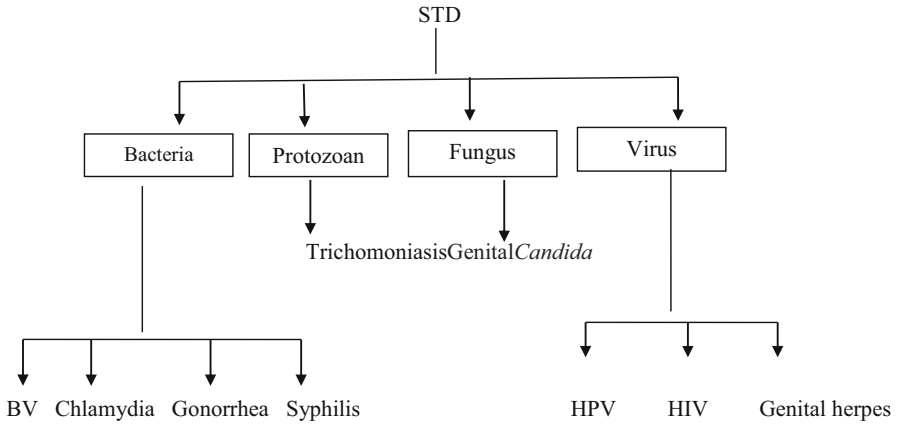 STD
Bacteria Protozoan Fungus Virus
TrichomoniasisGenitalCandida
BV Chlamydia Gonorrhea Syphilis HPV HIV Genital herpes